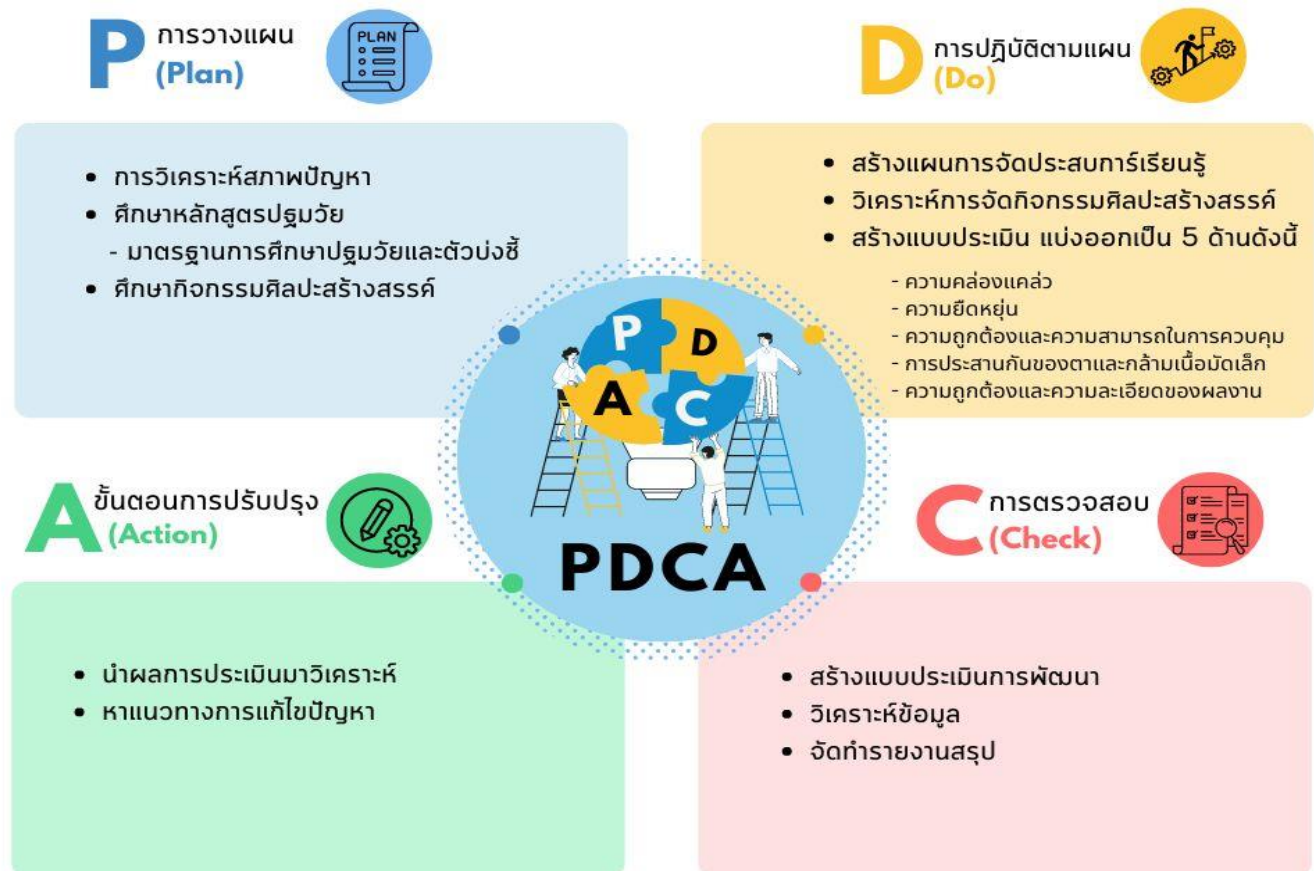 P การวางแผน
(Plan)
PLAN
• การวิเคราะห์สภาพปัญหา
• ศึกษาหลักสูตรปฐมวัย
- มาตรฐานการศึกษาปฐมวัยและตัวบ่งชี้
• ศึกษากิจกรรมศิลปะสร้างสรรค์
D การปฏิบัติตามแผน
(Do)
• สร้างแผนการจัดประสบการ์เรียนรู้
• วิเคราะห์การจัดกิจกรรมศิลปะสร้างสรรค์
• สร้างแบบประเมิน แบ่งออกเป็น 5 ด้านดังนี้
- ความคล่องแคล่ว
- ความยืดหยุ่น
- ความถูกต้องและความสามารถในการควบคุม
- การประสานกันของตาและกล้ามเนื้อมัดเล็ก
- ความถูกต้องและความละเอียดของผลงาน
P
D
A
C
PDCA
A ขั้นตอนการปรับปรุง
(Action)
• นำผลการประเมินมาวิเคราะห์
• หาแนวทางการแก้ไขปัญหา
C การตรวจสอบ
(Check)
• สร้างแบบประเมินการพัฒนา
• วิเคราะห์ข้อมูล
• จัดทำรายงานสรุป